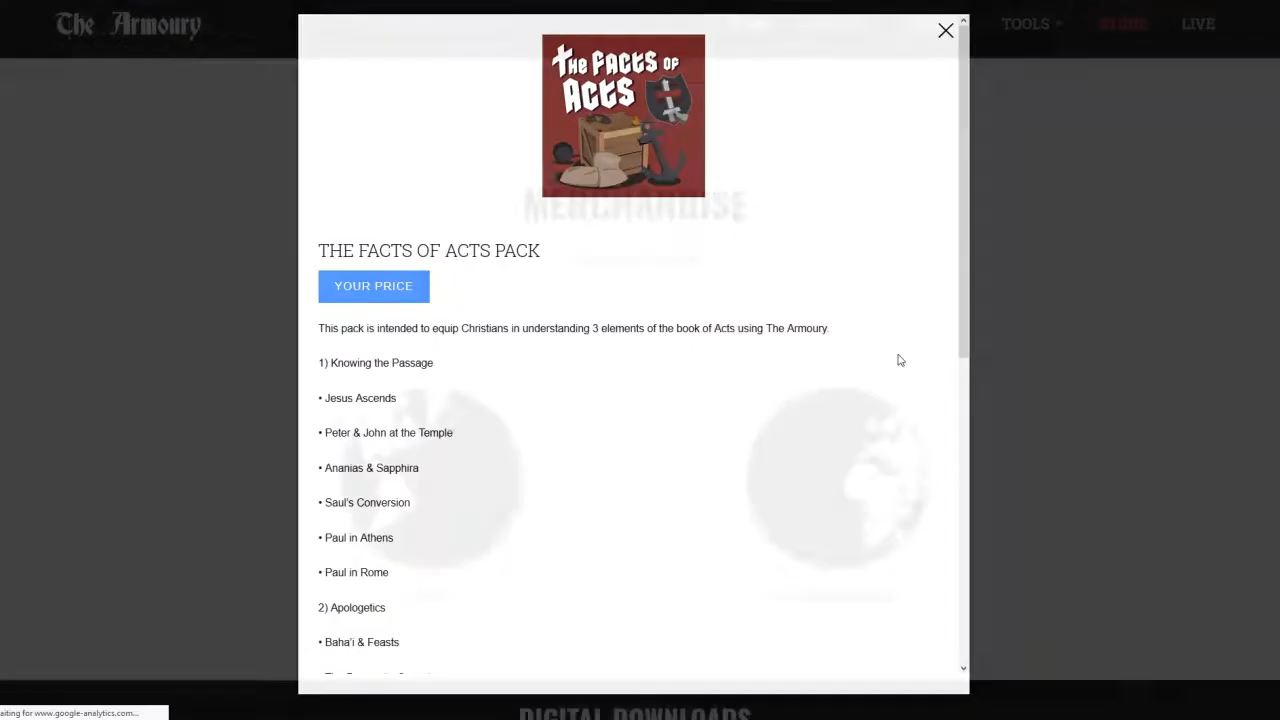 The Armoury
TOOLS
STORE
LIVE
THE FACTS OF
ACTS
MERCHANDISE
THE FACTS OF ACTS PACK
YOUR PRICE
This pack is intended to equip Christians in understanding 3 elements of the book of Acts using The Armoury.
1) Knowing the Passage
• Jesus Ascends
• Peter & John at the Temple
• Ananias & Sapphira
• Saul's Conversion
• Paul in Athens
• Paul in Rome
2) Apologetics
• Baha'i & Feasts
aiting for www.google-analytics.com...
DIGITAL DOWNLOADS